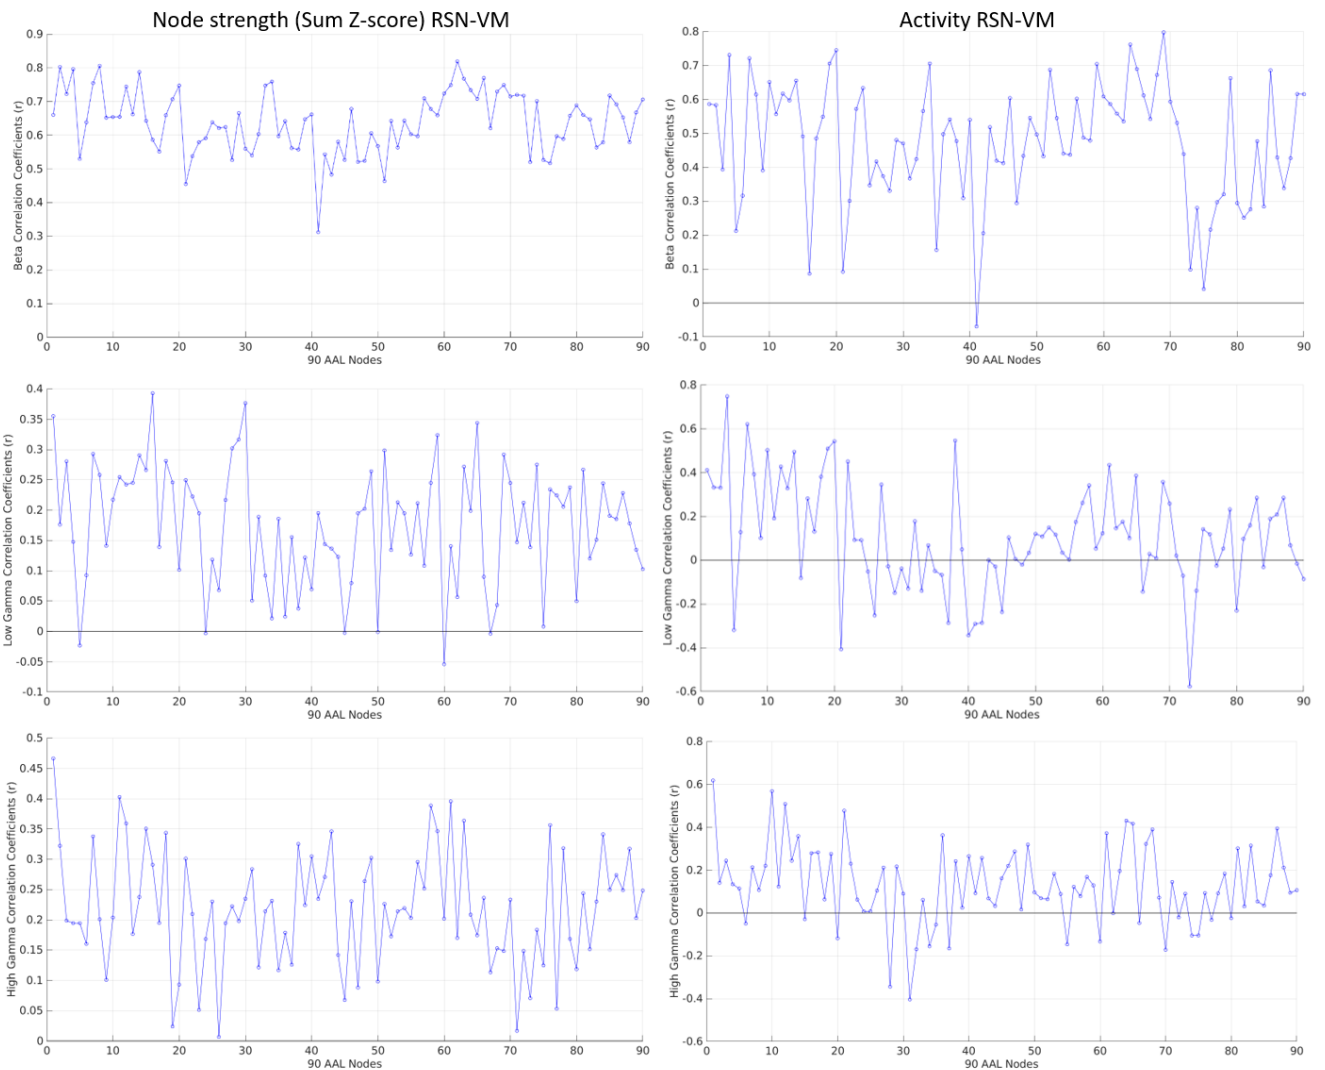 Node strength (Sum Z-score) RSN-VM
Activity RSN-VM
Beta Correlation Coefficients (r)
0.9
0.8
0.7
0.6
0.5
0.4
0.3
0.2
0.1
0
0 10 20 30 40 50 60 70 80 90
90 AAL Nodes
Beta Correlation Coefficients (r)
0.8
0.7
0.6
0.5
0.4
0.3
0.2
0.1
0
-0.1
0 10 20 30 40 50 60 70 80 90
90 AAL Nodes
Low Gamma Correlation Coefficients (r)
0.4
0.35
0.3
0.25
0.2
0.15
0.1
0.05
0
-0.05
-0.1
0 10 20 30 40 50 60 70 80 90
90 AAL Nodes
Low Gamma Correlation Coefficients (r)
0.8
0.6
0.4
0.2
0
-0.2
-0.4
-0.6
0 10 20 30 40 50 60 70 80 90
90 AAL Nodes
High Gamma Correlation Coefficients (r)
0.5
0.45
0.4
0.35
0.3
0.25
0.2
0.15
0.1
0.05
0
0 10 20 30 40 50 60 70 80 90
90 AAL Nodes
High Gamma Correlation Coefficients (r)
0.8
0.6
0.4
0.2
0
-0.2
-0.4
-0.6
0 10 20 30 40 50 60 70 80 90
90 AAL Nodes